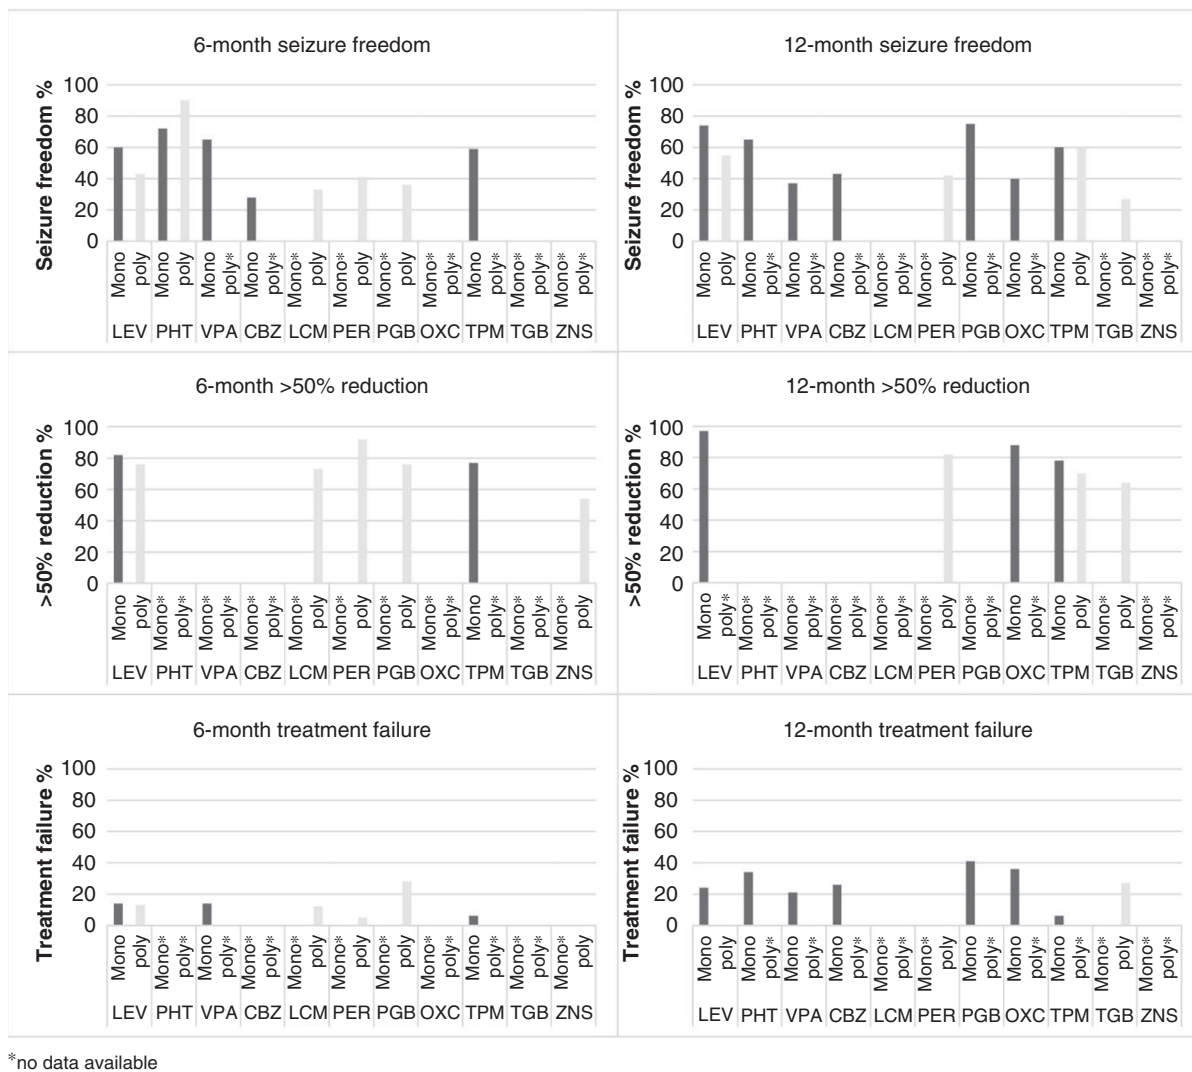 6-month seizure freedom
Seizure freedom %
100
80
60
40
20
0
Mono poly Mono poly Mono poly* Mono poly* Mono* poly Mono* poly Mono* poly Mono* poly* Mono poly* Mono* poly* Mono* poly*
LEV PHT VPA CBZ LCM PER PGB OXC TPM TGB ZNS
12-month seizure freedom
Seizure freedom %
100
80
60
40
20
0
Mono poly Mono poly* Mono poly* Mono poly* Mono* poly* Mono* poly Mono poly* Mono poly* Mono poly Mono* poly Mono* poly*
LEV PHT VPA CBZ LCM PER PGB OXC TPM TGB ZNS
6-month >50% reduction
>50% reduction %
100
80
60
40
20
0
Mono poly Mono* poly* Mono* poly* Mono* poly* Mono* poly Mono* poly Mono* poly Mono* poly* Mono poly* Mono* poly* Mono* poly
LEV PHT VPA CBZ LCM PER PGB OXC TPM TGB ZNS
12-month >50% reduction
>50% reduction %
100
80
60
40
20
0
Mono poly* Mono* poly* Mono* poly* Mono* poly* Mono* poly* Mono* poly Mono* poly* Mono poly* Mono poly Mono* poly Mono* poly*
LEV PHT VPA CBZ LCM PER PGB OXC TPM TGB ZNS
6-month treatment failure
Treatment failure %
100
80
60
40
20
0
Mono poly Mono* poly* Mono poly* Mono* poly* Mono* poly Mono* poly Mono* poly Mono* poly* Mono poly* Mono* poly* Mono* poly
LEV PHT VPA CBZ LCM PER PGB OXC TPM TGB ZNS
12-month treatment failure
Treatment failure %
100
80
60
40
20
0
Mono poly Mono poly* Mono poly* Mono poly* Mono* poly* Mono* poly Mono poly* Mono poly* Mono poly* Mono* poly Mono* poly*
LEV PHT VPA CBZ LCM PER PGB OXC TPM TGB ZNS
*no data available